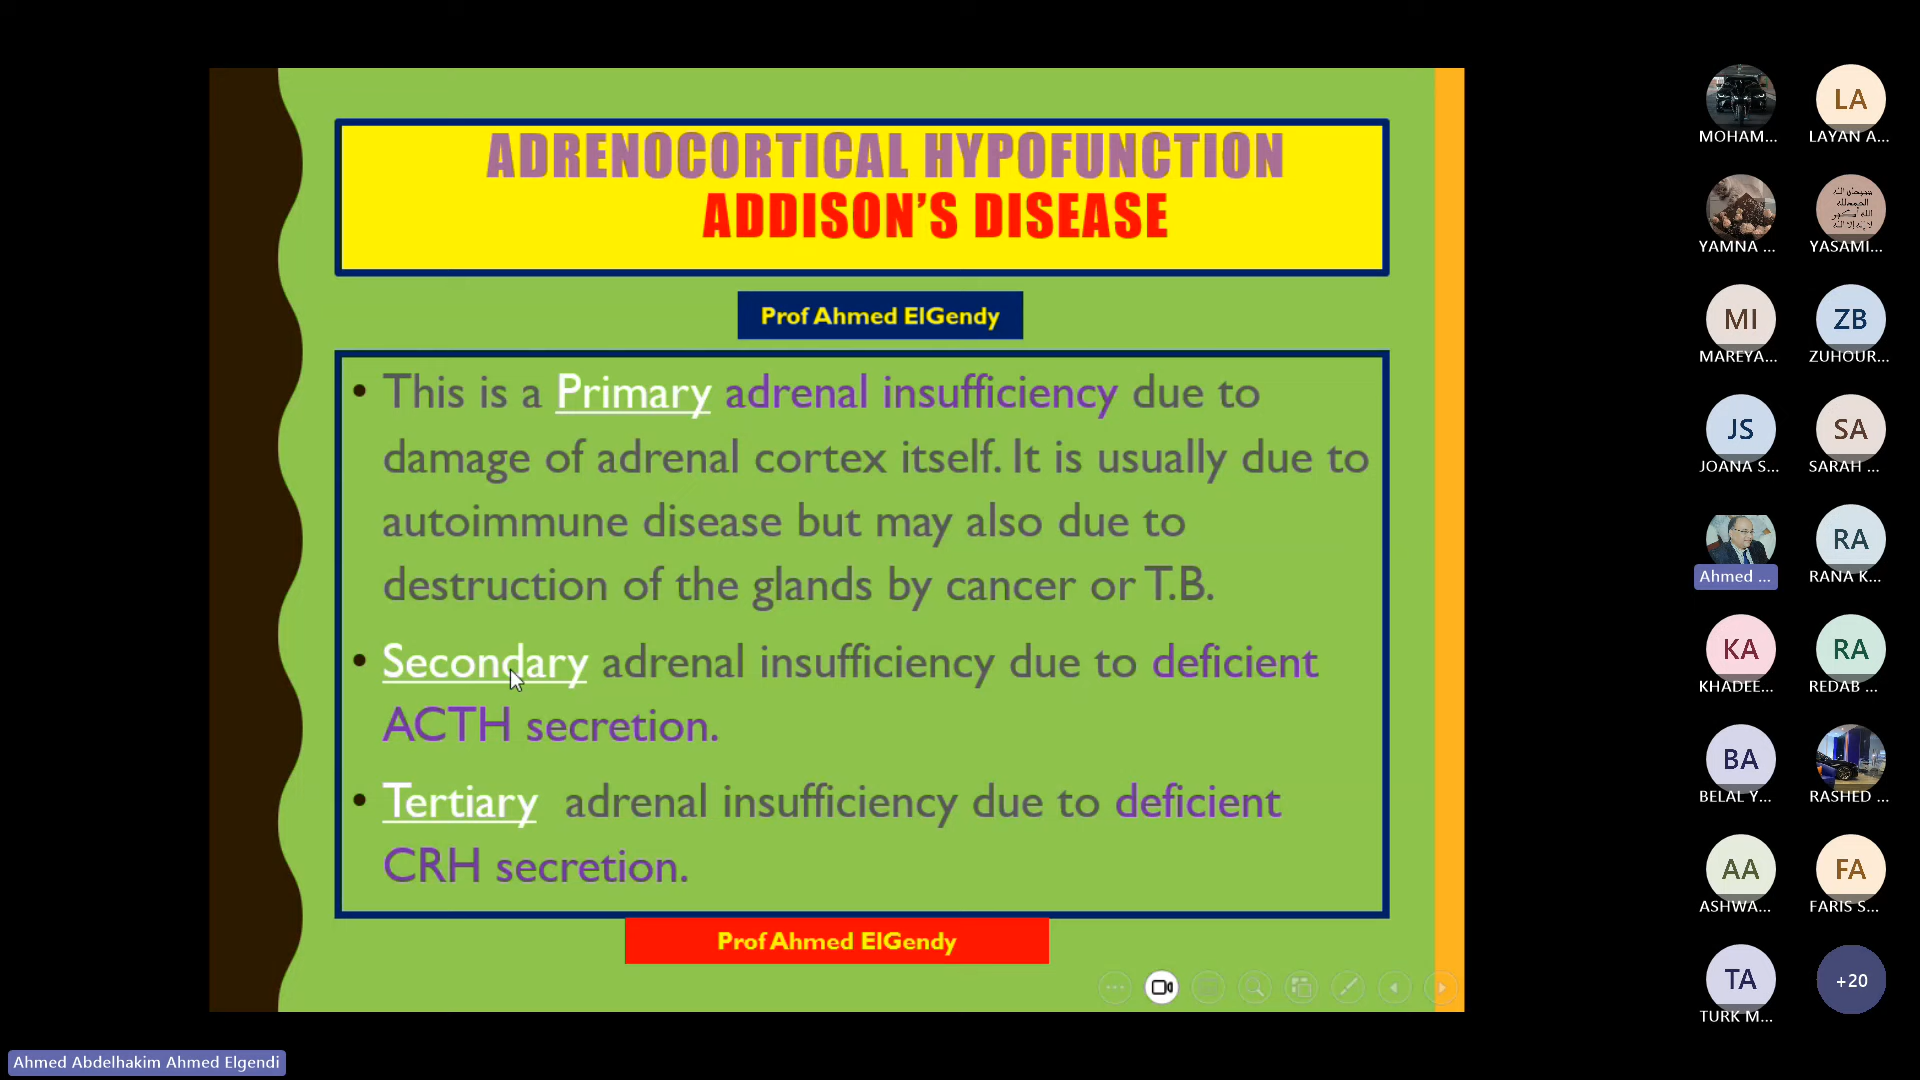 ADRENOCORTICAL HYPOFUNCTION
ADDISON'S DISEASE
Prof Ahmed ElGendy
• This is a Primary adrenal insufficiency due to
damage of adrenal cortex itself. It is usually due to
autoimmune disease but may also due to
destruction of the glands by cancer or T.B.
• Secondary adrenal insufficiency due to deficient
ACTH secretion.
• Tertiary adrenal insufficiency due to deficient
CRH secretion.
Prof Ahmed ElGendy
Ahmed Abdelhakim Ahmed Elgendi
MOHAM...
LA
LAYAN A...
YAMNA ...
YASAMI...
MI
MAREYA...
ZB
ZUHOUR...
JS
JOANA S...
SA
SARAH ...
Ahmed ...
RA
RANA K...
KA
KHADEE...
RA
REDAB ...
BA
BELAL Y...
RASHED ...
AA
ASHWA...
FA
FARIS S...
TA
TURK M...
+20